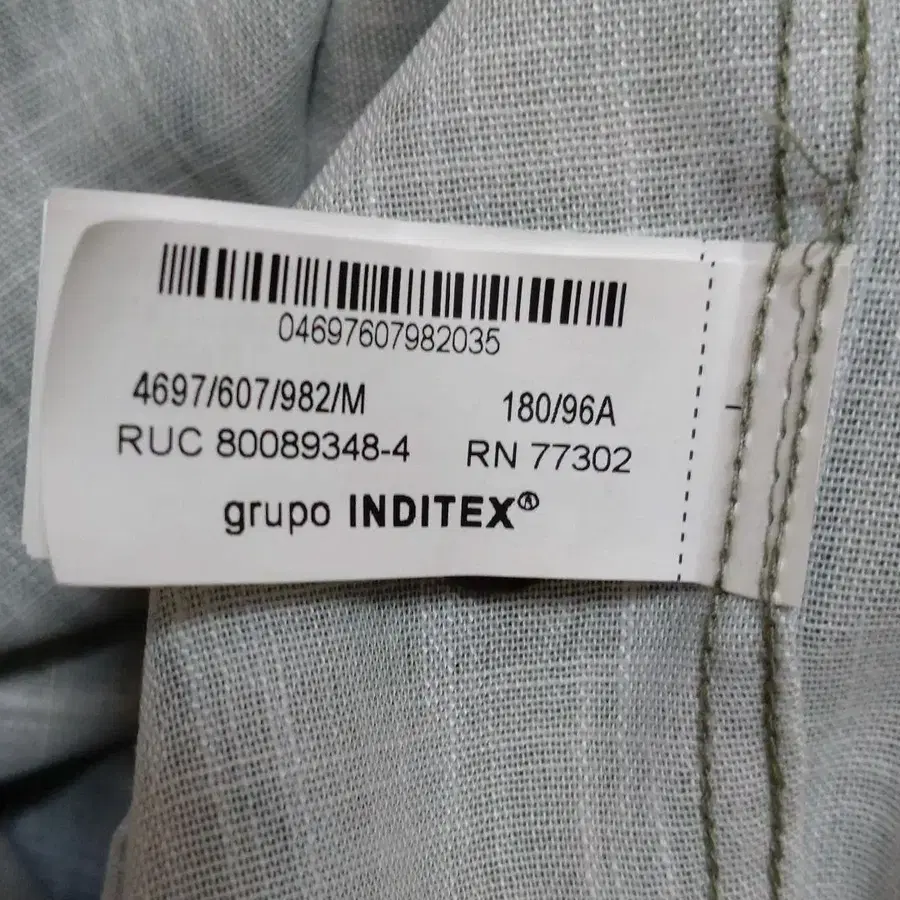 04697607982035
4697/607/982/M 180/96A
RUC 80089348-4 RN 77302
grupo INDITEX®